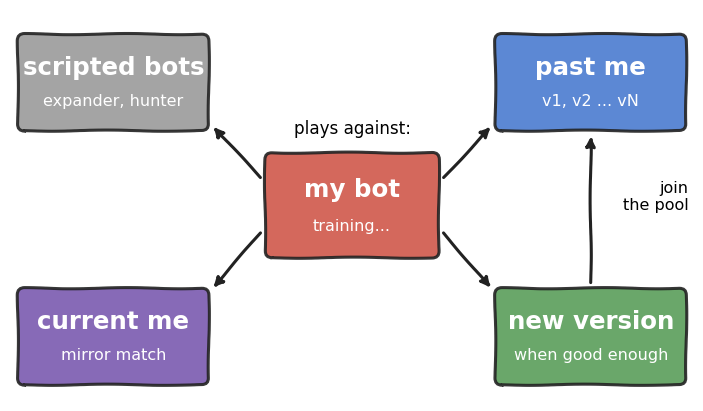 scripted bots
expander, hunter
past me
v1, v2 ... vN
plays against:
my bot
training...
join
the pool
current me
mirror match
new version
when good enough